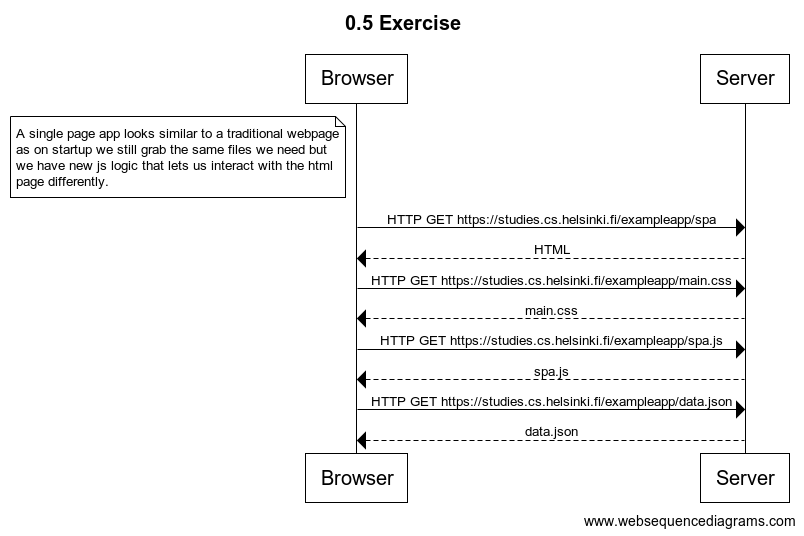 0.5 Exercise
Browser
Server
A single page app looks similar to a traditional webpage
as on startup we still grab the same files we need but
we have new js logic that lets us interact with the html
page differently.
HTTP GET https://studies.cs.helsinki.fi/exampleapp/spa
HTML
HTTP GET https://studies.cs.helsinki.fi/exampleapp/main.css
main.css
HTTP GET https://studies.cs.helsinki.fi/exampleapp/spa.js
spa.js
HTTP GET https://studies.cs.helsinki.fi/exampleapp/data.json
data.json
Browser
Server
www.websequencediagrams.com